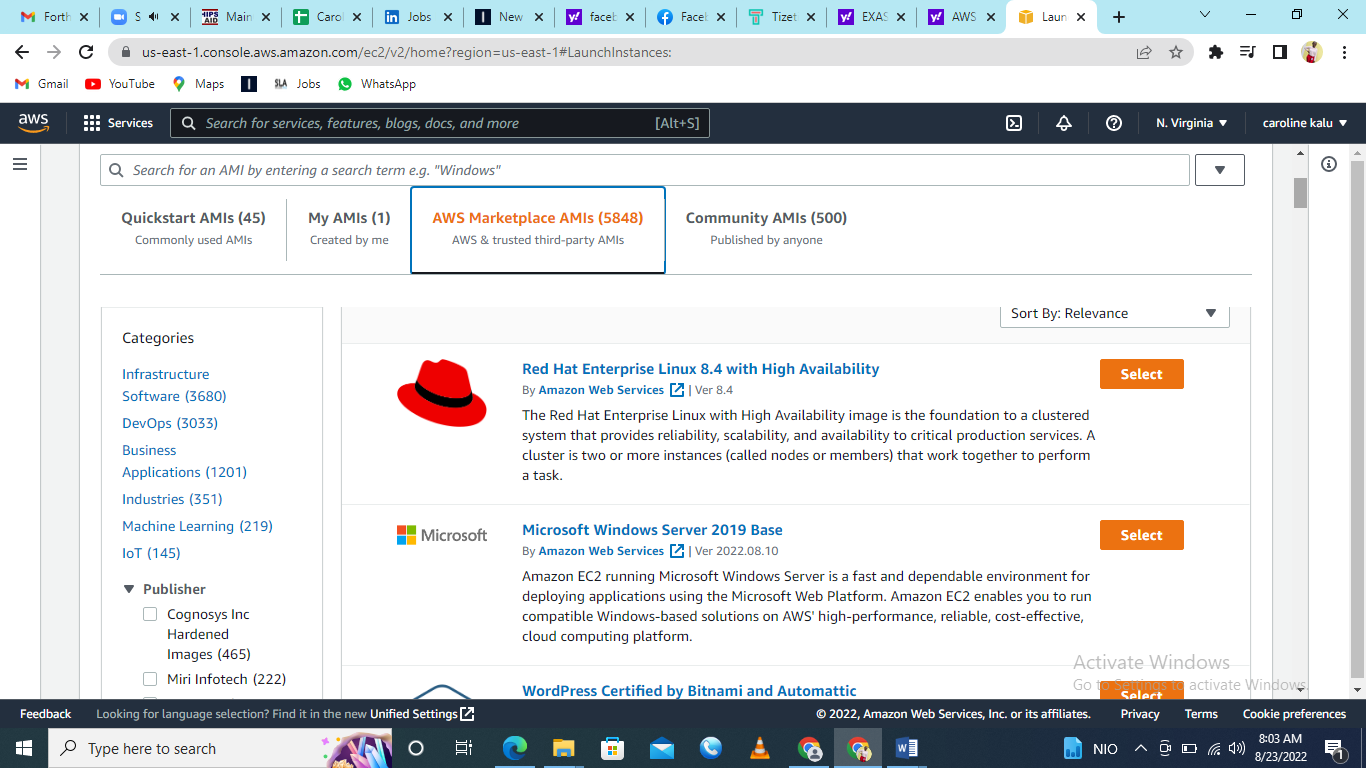 Forth
S
HIPS AID
Main
Carol
Jobs
New
faceb
Faceb
Tizet
EXAS
AWS
Laun
us-east-1.console.aws.amazon.com/ec2/v2/home?region=us-east-1#LaunchInstances:
Gmail
YouTube
Maps
SLA
Jobs
WhatsApp
aws
Services
Search for services, features, blogs, docs, and more
[Alt+S]
N. Virginia
caroline kalu
Search for an AMI by entering a search term e.g. "Windows"
Quickstart AMIs (45)
Commonly used AMIs
My AMIs (1)
Created by me
AWS Marketplace AMIs (5848)
AWS & trusted third-party AMIs
Community AMIs (500)
Published by anyone
Categories
Infrastructure
Software (3680)
DevOps (3033)
Business
Applications (1201)
Industries (351)
Machine Learning (219)
IoT (145)
Publisher
Cognosys Inc
Hardened
Images (465)
Miri Infotech (222)
Sort By: Relevance
Red Hat Enterprise Linux 8.4 with High Availability
By Amazon Web Services | Ver 8.4
The Red Hat Enterprise Linux with High Availability image is the foundation to a clustered
system that provides reliability, scalability, and availability to critical production services. A
cluster is two or more instances (called nodes or members) that work together to perform
a task.
Select
Microsoft
Microsoft Windows Server 2019 Base
By Amazon Web Services | Ver 2022.08.10
Amazon EC2 running Microsoft Windows Server is a fast and dependable environment for
deploying applications using the Microsoft Web Platform. Amazon EC2 enables you to run
compatible Windows-based solutions on AWS' high-performance, reliable, cost-effective,
cloud computing platform.
Select
WordPress Certified by Bitnami and Automattic
Select
Activate Windows
Go to Settings to activate Windows.
Feedback
Looking for language selection? Find it in the new Unified Settings
© 2022, Amazon Web Services, Inc. or its affiliates.
Privacy
Terms
Cookie preferences
Type here to search
NIO
8:03 AM
8/23/2022
1